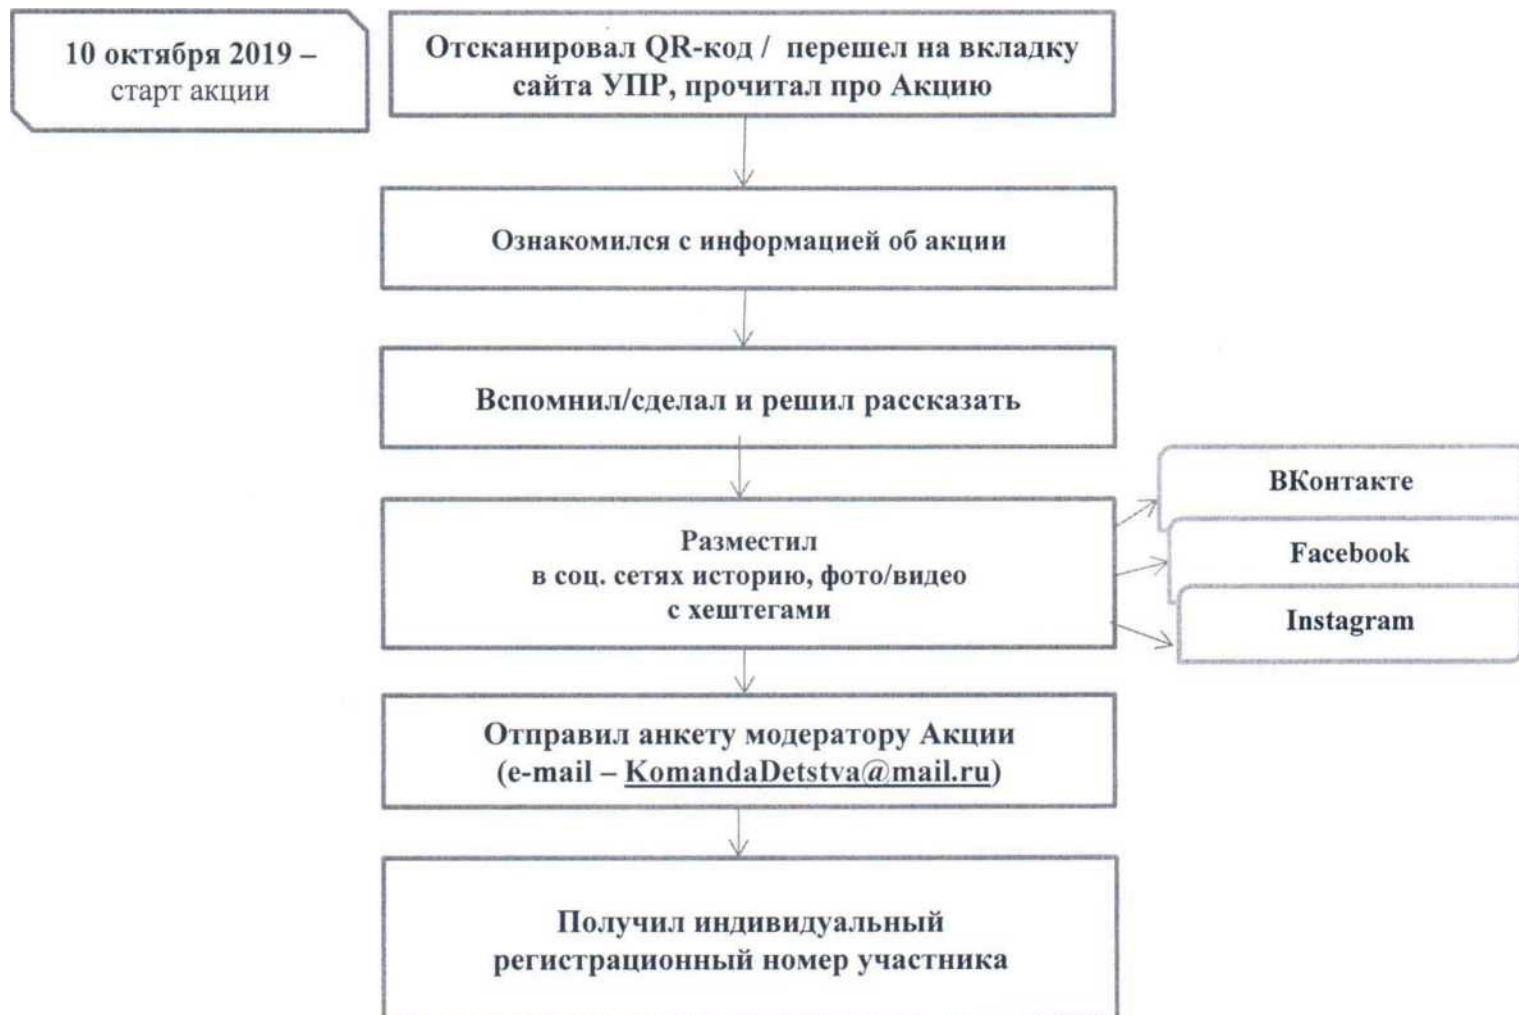 10 октября 2019 –
старт акции
Отсканировал QR-код / перешел на вкладку
сайта УПР, прочитал про Акцию
Ознакомился с информацией об акции
Вспомнил/сделал и решил рассказать
Разместил
в соц. сетях историю, фото/видео
с хештегами
ВКонтакте
Facebook
Instagram
Отправил анкету модератору Акции
(e-mail – KomandaDetstva@mail.ru)
Получил индивидуальный
регистрационный номер участника